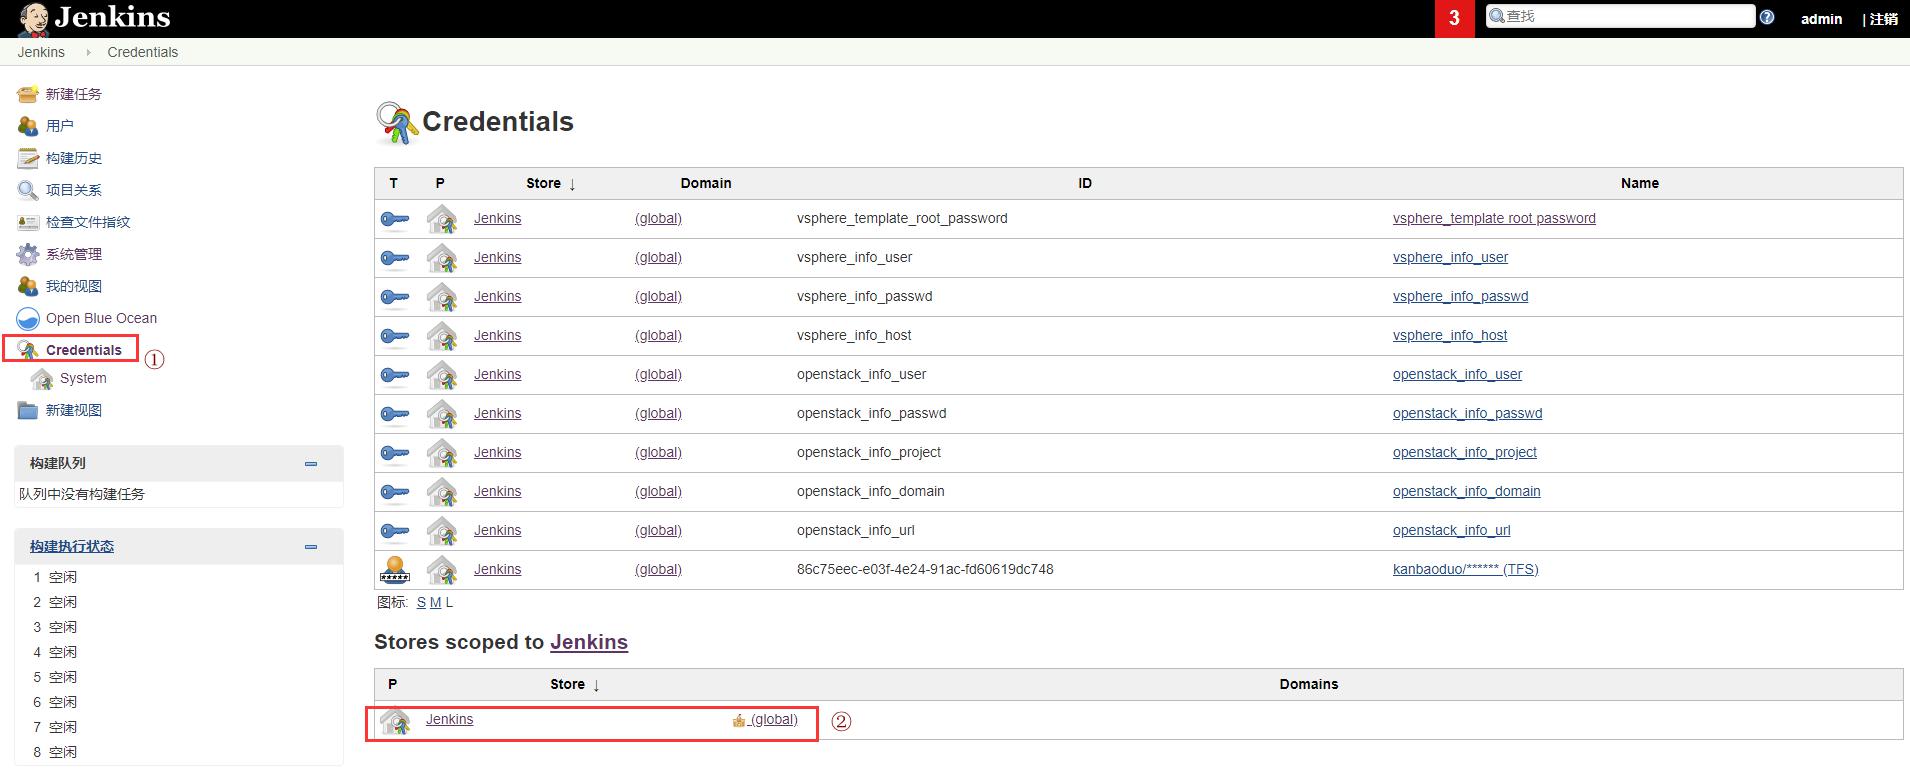 Jenkins
3
查找
admin
| 注销
Jenkins
Credentials
新建任务
用户
构建历史
项目关系
检查文件指纹
系统管理
我的视图
Open Blue Ocean
Credentials
①
System
新建视图
构建队列
队列中没有构建任务
构建执行状态
1 空闲
2 空闲
3 空闲
4 空闲
5 空闲
6 空闲
7 空闲
8 空闲
Credentials
T P Store ↓ Domain ID Name
Jenkins (global) vsphere_template_root_password vsphere_template root password
Jenkins (global) vsphere_info_user vsphere_info_user
Jenkins (global) vsphere_info_passwd vsphere_info_passwd
Jenkins (global) vsphere_info_host vsphere_info_host
Jenkins (global) openstack_info_user openstack_info_user
Jenkins (global) openstack_info_passwd openstack_info_passwd
Jenkins (global) openstack_info_project openstack_info_project
Jenkins (global) openstack_info_domain openstack_info_domain
Jenkins (global) openstack_info_url openstack_info_url
Jenkins (global) 86c75eec-e03f-4e24-91ac-fd60619dc748 kanbaoduo/****** (TFS)
图标: S M L
Stores scoped to Jenkins
P Store ↓ Domains
Jenkins (global) ②